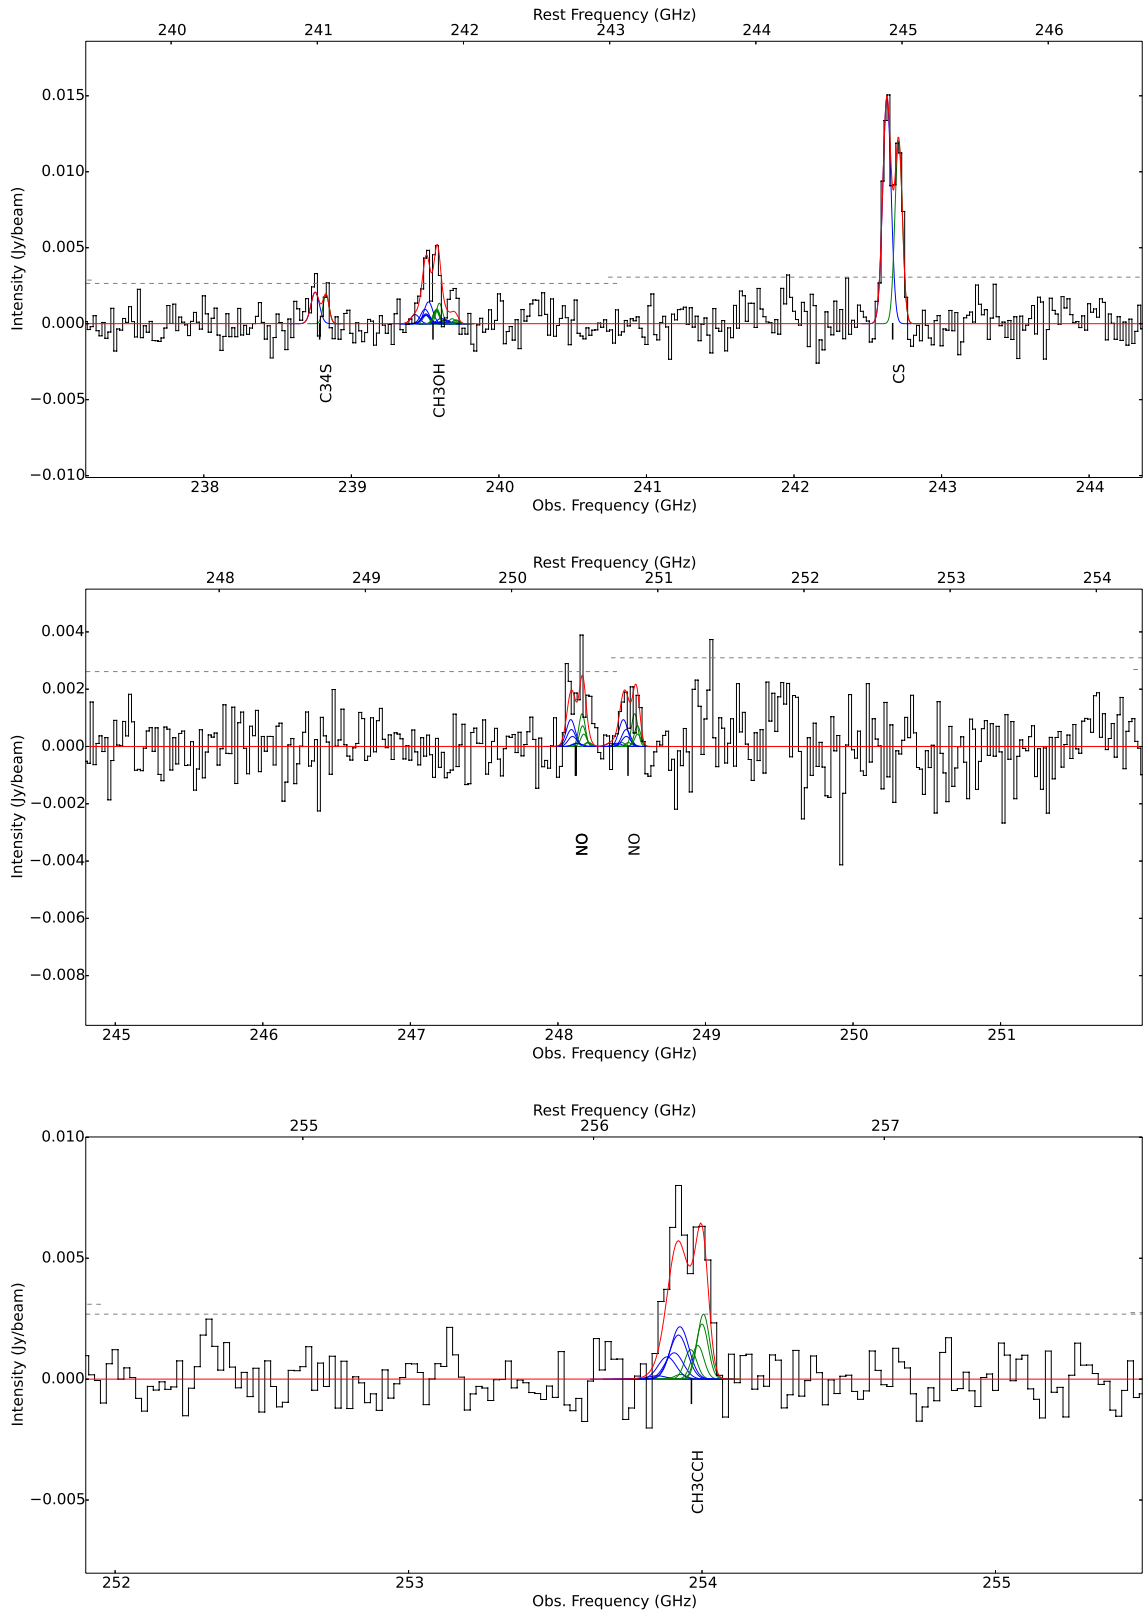 Rest Frequency (GHz)
240 241 242 243 244 245 246
0.015
0.010
0.005
0.000
−0.005
−0.010
Intensity (Jy/beam)
C34S CH3OH CS
238 239 240 241 242 243 244
Obs. Frequency (GHz)
Rest Frequency (GHz)
248 249 250 251 252 253 254
0.004
0.002
0.000
−0.002
−0.004
−0.006
−0.008
Intensity (Jy/beam)
NO NO
245 246 247 248 249 250 251
Obs. Frequency (GHz)
Rest Frequency (GHz)
255 256 257
0.010
0.005
0.000
−0.005
Intensity (Jy/beam)
CH3CCH
252 253 254 255
Obs. Frequency (GHz)